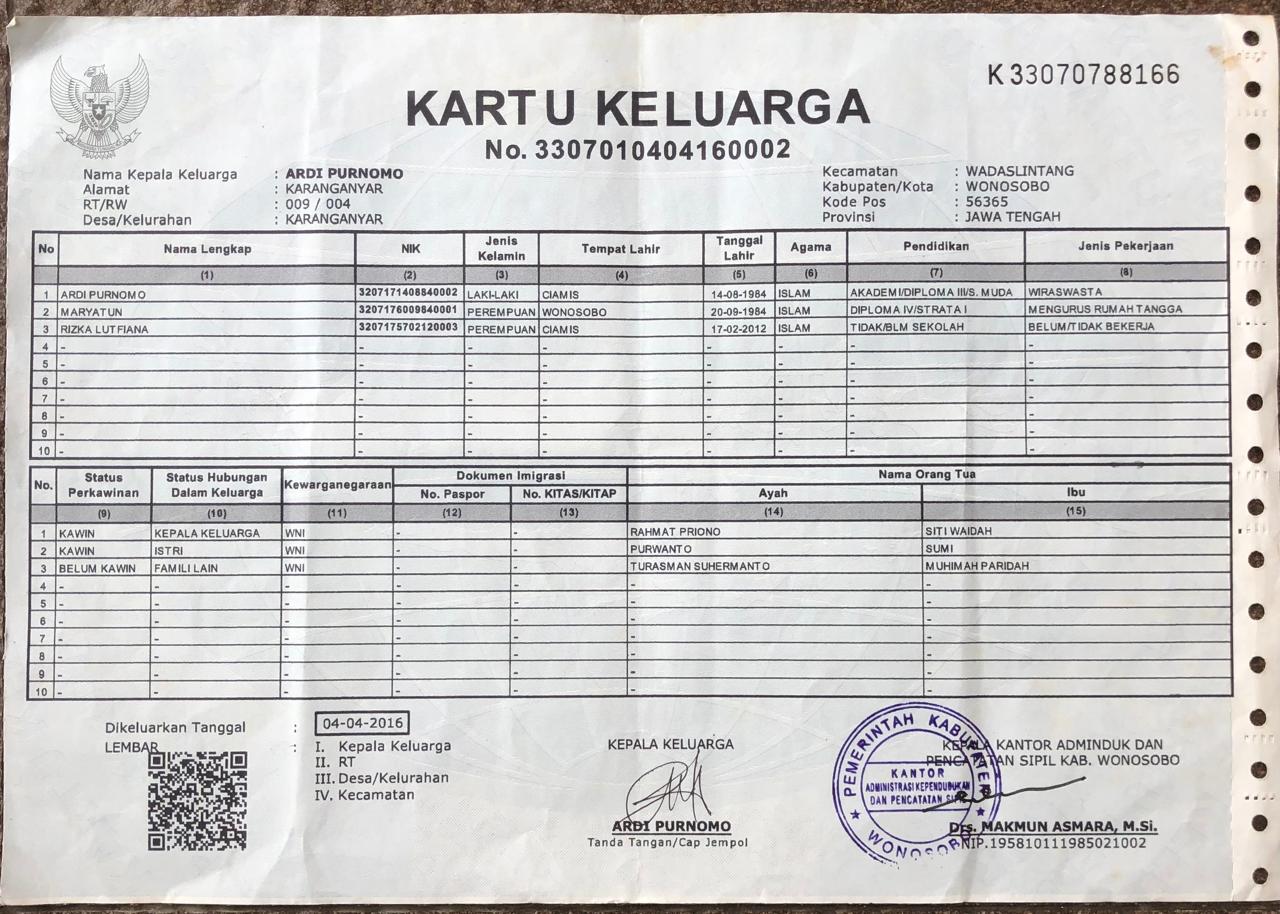 K 33070788166
KARTU KELUARGA
No. 3307010404160002
Nama Kepala Keluarga : ARDI PURNOMO
Alamat : KARANGANYAR
RT/RW : 009 / 004
Desa/Kelurahan : KARANGANYAR
Kecamatan : WADASLINTANG
Kabupaten/Kota : WONOSOBO
Kode Pos : 56365
Provinsi : JAWA TENGAH
No Nama Lengkap NIK Jenis Kelamin Tempat Lahir Tanggal Lahir Agama Pendidikan Jenis Pekerjaan
(1) (2) (3) (4) (5) (6) (7) (8)
1 ARDI PURNOMO 3207171408840002 LAKI-LAKI CIAMIS 14-08-1984 ISLAM AKADEMI/DIPLOMA III/S. MUDA WIRASWASTA
2 MARYATUN 3207176009840001 PEREMPUAN WONOSOBO 20-09-1984 ISLAM DIPLOMA IV/STRATA I MENGURUS RUMAH TANGGA
3 RIZKA LUTFIANA 3207175702120003 PEREMPUAN CIAMIS 17-02-2012 ISLAM TIDAK/BLM SEKOLAH BELUM/TIDAK BEKERJA
4 - - - - - - - -
5 - - - - - - - -
6 - - - - - - - -
7 - - - - - - - -
8 - - - - - - - -
9 - - - - - - - -
10 - - - - - - - -
No. Status Perkawinan Status Hubungan Dalam Keluarga Kewarganegaraan Dokumen Imigrasi Nama Orang Tua
No. Paspor No. KITAS/KITAP Ayah Ibu
(9) (10) (11) (12) (13) (14) (15)
1 KAWIN KEPALA KELUARGA WNI - - RAHMAT PRIONO SITI WAIDAH
2 KAWIN ISTRI WNI - - PURWANTO SUMI
3 BELUM KAWIN FAMILI LAIN WNI - - TURASMAN SUHERMANTO MUHIMAH PARIDAH
4 - - - - - - -
5 - - - - - - -
6 - - - - - - -
7 - - - - - - -
8 - - - - - - -
9 - - - - - - -
10 - - - - - - -
Dikeluarkan Tanggal : 04-04-2016
LEMBAR : I. Kepala Keluarga
II. RT
III. Desa/Kelurahan
IV. Kecamatan
KEPALA KELUARGA
ARDI PURNOMO
Tanda Tangan/Cap Jempol
KEPALA KANTOR ADMINDUK DAN
PENCATATAN SIPIL KAB. WONOSOBO
Drs. MAKMUN ASMARA, M.Si.
NIP.195810111985021002
PEMERINTAH KABUPATEN
KANTOR
ADMINISTRASI KEPENDUDUKAN
DAN PENCATATAN SIPIL
WONOSOBO